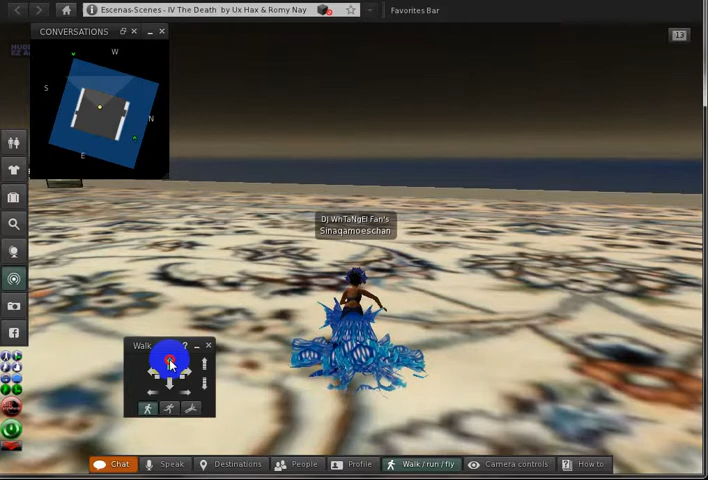 Escenas-Scenes - IV The Death by Ux Hax & Romy Nay
Favorites Bar
CONVERSATIONS
13
W
S
N
E
DJ WhTaNgEl Fan's
Sinagamoeschan
Walk
?
Chat
Speak
Destinations
People
Profile
Walk / run / fly
Camera controls
How to